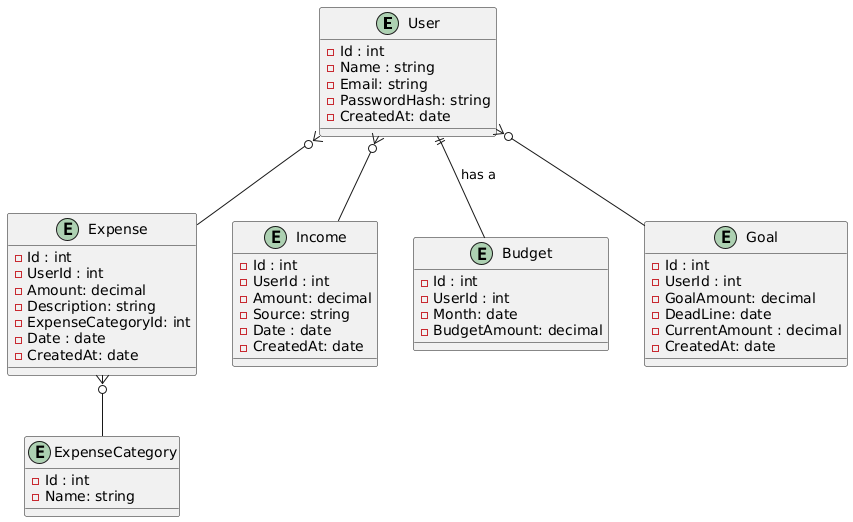 E User
Id : int
Name : string
Email: string
PasswordHash: string
CreatedAt: date
has a
E Expense
Id : int
UserId : int
Amount: decimal
Description: string
ExpenseCategoryId: int
Date : date
CreatedAt: date
E Income
Id : int
UserId : int
Amount: decimal
Source: string
Date : date
CreatedAt: date
E Budget
Id : int
UserId : int
Month: date
BudgetAmount: decimal
E Goal
Id : int
UserId : int
GoalAmount: decimal
DeadLine: date
CurrentAmount : decimal
CreatedAt: date
E ExpenseCategory
Id : int
Name: string